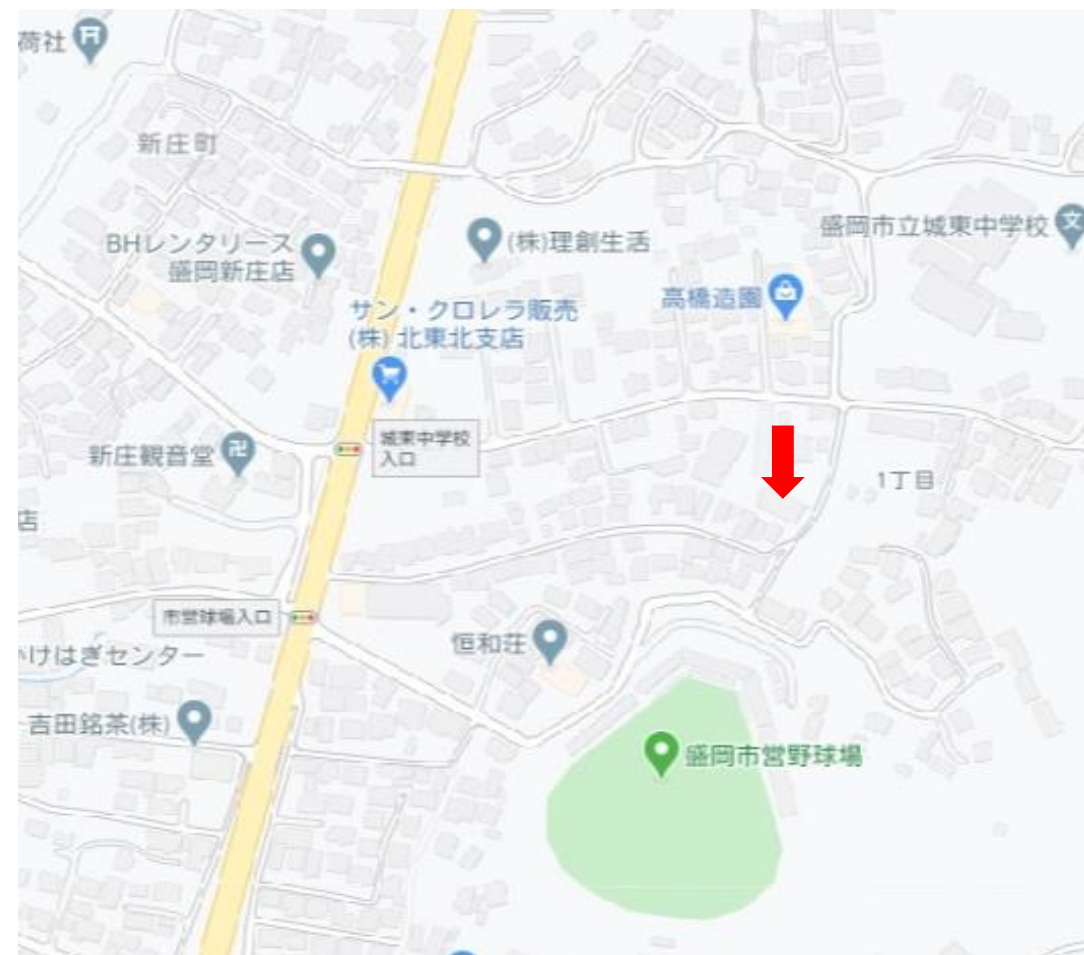 荷社
新庄町
BHレンタリース
盛岡新庄店
(株)理創生活
盛岡市立城東中学校
文
サン・クロレラ販売
(株) 北東北支店
高橋造園
城東中学校
入口
新庄観音堂
卍
1丁目
店
市営球場入口
恒和荘
いけはぎセンター
吉田銘茶(株)
盛岡市営野球場